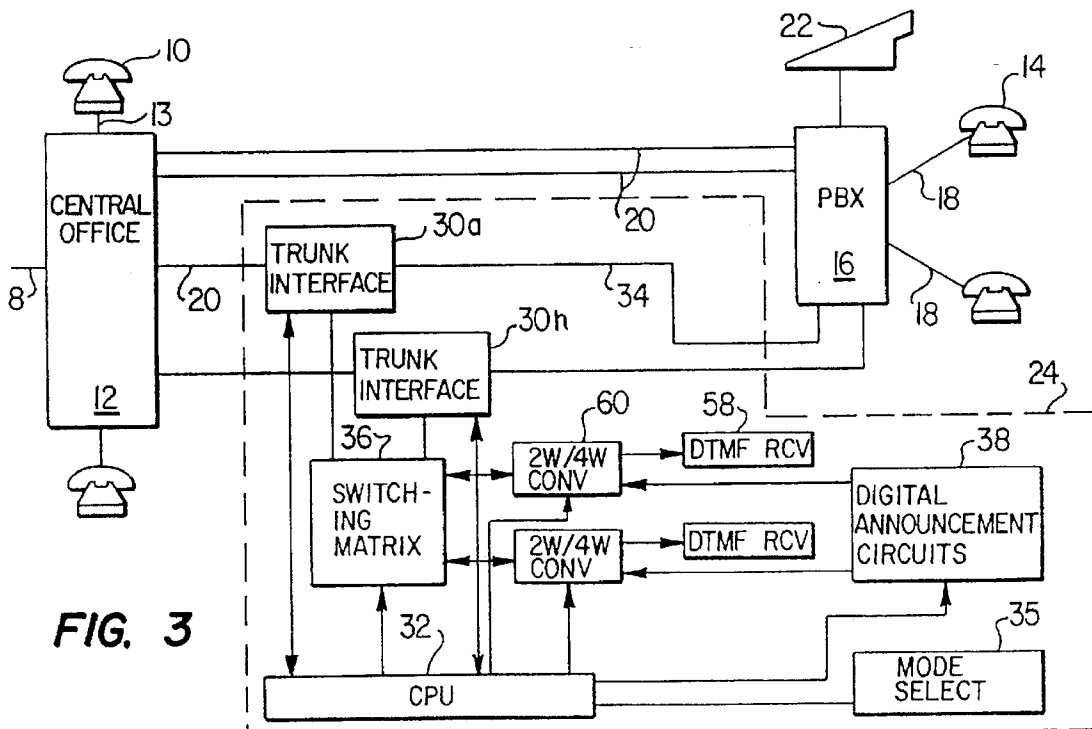 10
22
14
13
CENTRAL
OFFICE
12
8
20
20
PBX
16
18
18
30a
TRUNK
INTERFACE
34
30h
TRUNK
INTERFACE
24
36
SWITCH-
ING
MATRIX
60
2W/4W
CONV
58
DTMF RCV
38
DIGITAL
ANNOUNCEMENT
CIRCUITS
2W/4W
CONV
DTMF RCV
FIG. 3
32
CPU
35
MODE
SELECT